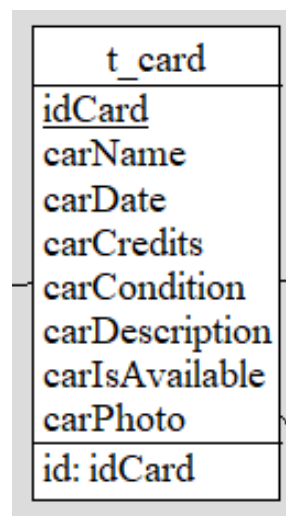 t_card
idCard
carName
carDate
carCredits
carCondition
carDescription
carIsAvailable
carPhoto
id: idCard